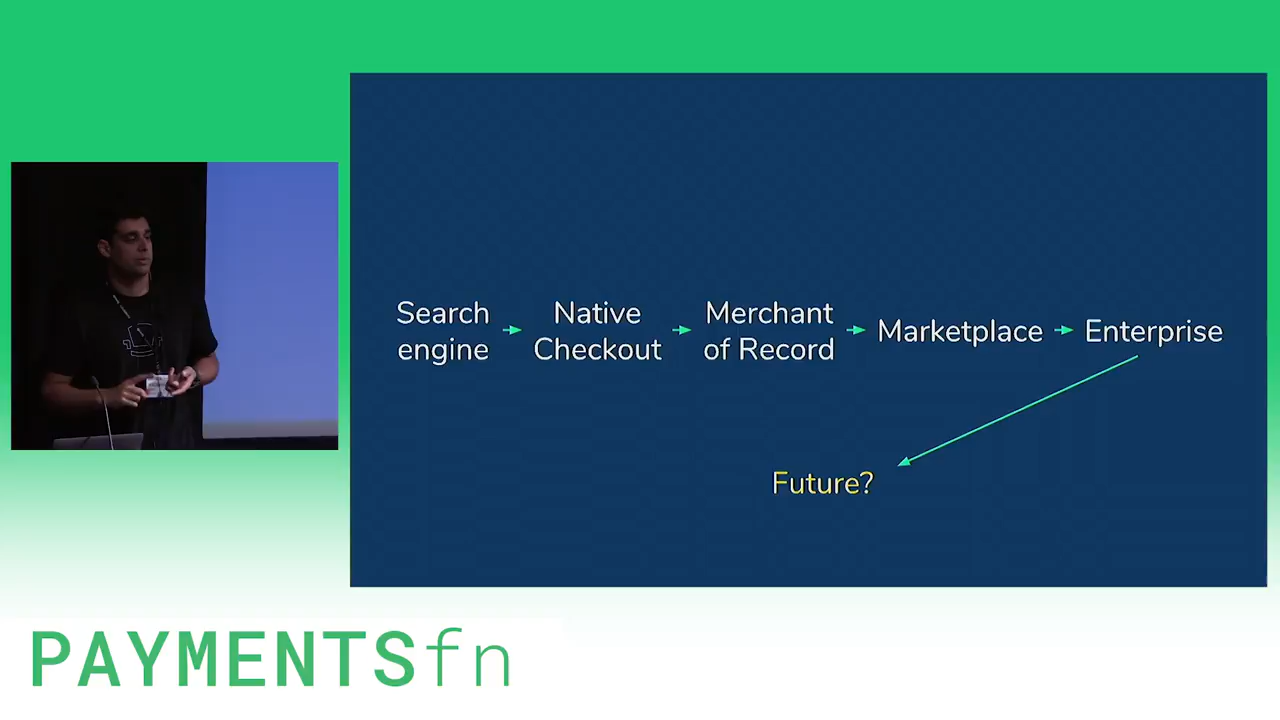 Search
engine
Native
Checkout
Merchant
of Record
Marketplace
Enterprise
Future?
PAYMENTSfn